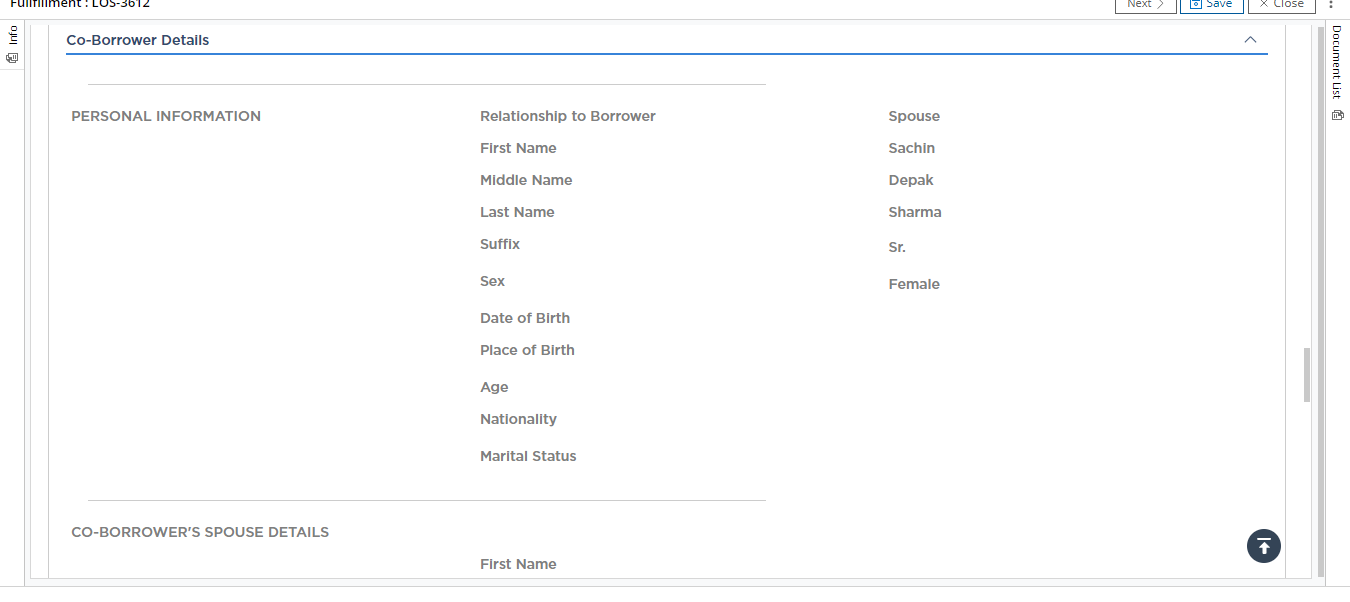 Fullfillment : LOS-3612
Next
Save
Close
Info
Document List
Co-Borrower Details
PERSONAL INFORMATION
Relationship to Borrower Spouse
First Name Sachin
Middle Name Depak
Last Name Sharma
Suffix Sr.
Sex Female
Date of Birth
Place of Birth
Age
Nationality
Marital Status
CO-BORROWER'S SPOUSE DETAILS
First Name